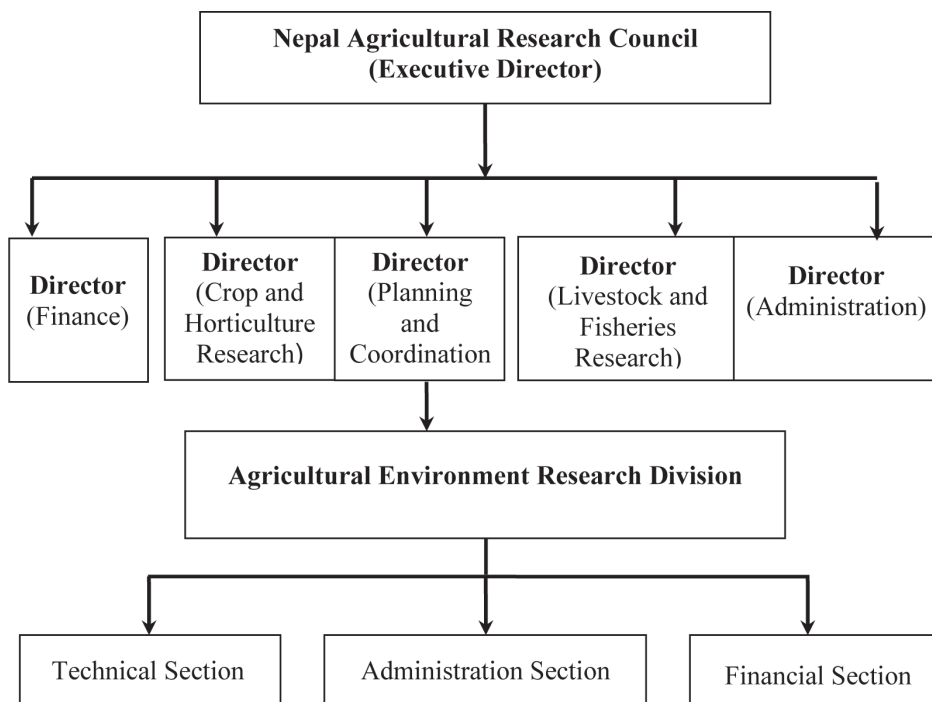 Nepal Agricultural Research Council
(Executive Director)
Director
(Finance)
Director
(Crop and
Horticulture
Research)
Director
(Planning
and
Coordination
Director
(Livestock and
Fisheries
Research)
Director
(Administration)
Agricultural Environment Research Division
Technical Section
Administration Section
Financial Section